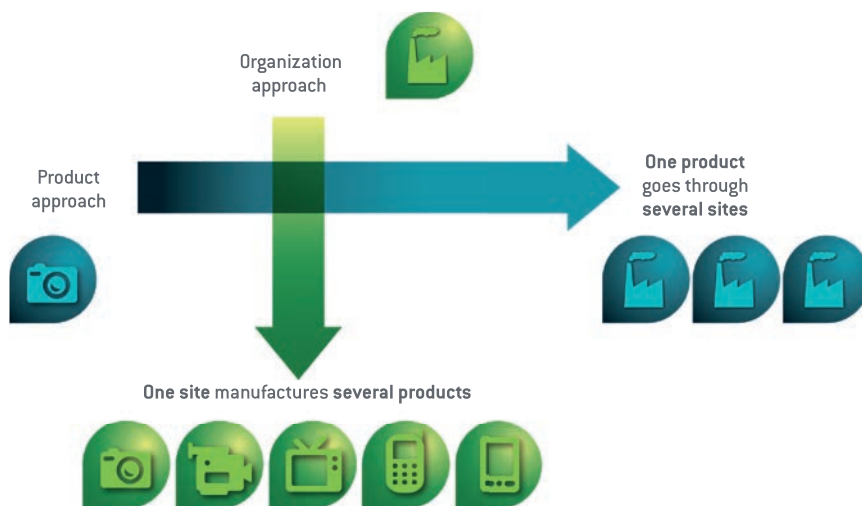 Organization
approach
Product
approach
One product
goes through
several sites
One site manufactures several products